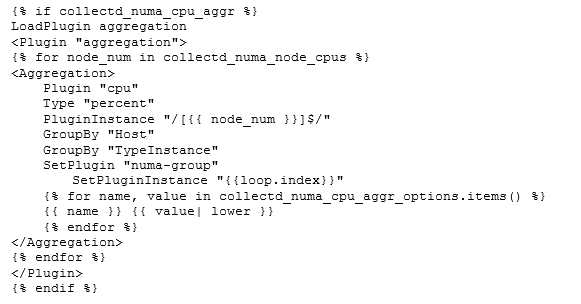 {% if collectd_numa_cpu_aggr %}
LoadPlugin aggregation
<Plugin "aggregation">
{% for node_num in collectd_numa_node_cpus %}
<Aggregation>
    Plugin "cpu"
    Type "percent"
    PluginInstance "/[{{ node_num }}]$/"
    GroupBy "Host"
    GroupBy "TypeInstance"
    SetPlugin "numa-group"
        SetPluginInstance "{{loop.index}}"
    {% for name, value in collectd_numa_cpu_aggr_options.items() %}
    {{ name }} {{ value| lower }}
    {% endfor %}
</Aggregation>
{% endfor %}
</Plugin>
{% endif %}